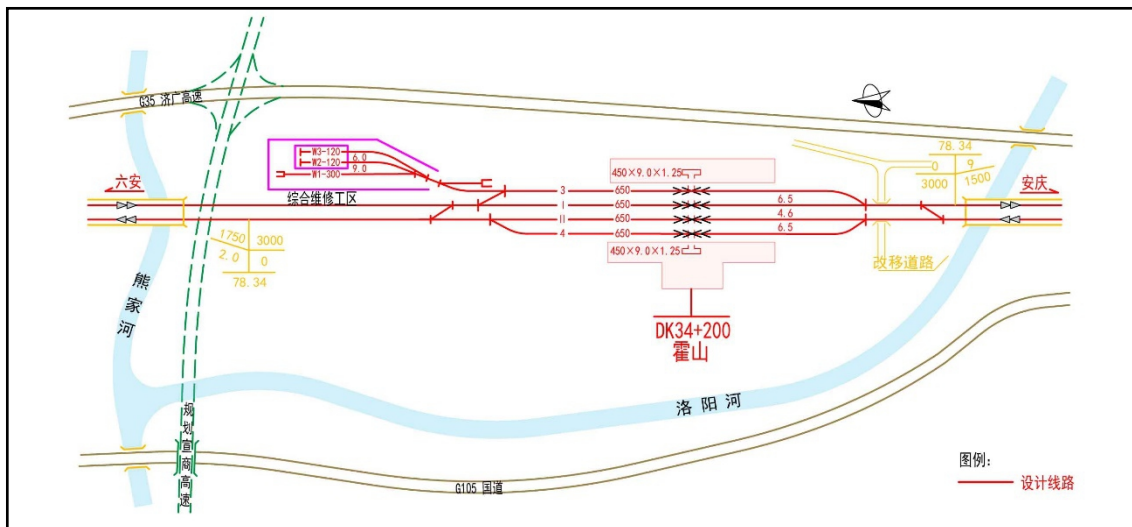 G35 济广高速
W3-120
6.0
W2-120
9.0
W1-300
综合维修工区
六安
450×9.0×1.25
78.34
0
9
3000
1500
安庆
3
650
I
650
6.5
II
650
4.6
4
650
6.5
1750
3000
2.0
0
78.34
450×9.0×1.25
改移道路
熊家河
DK34+200
霍山
洛阳河
规划宣商高速
G105 国道
图例:
设计线路